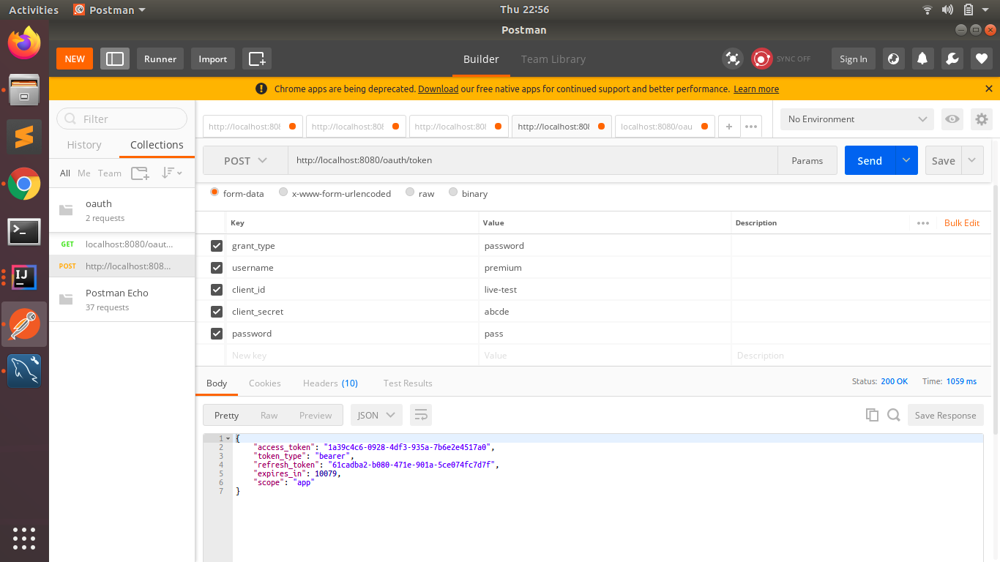 Activities Postman Thu 22:56
Postman
NEW Runner Import Builder Team Library SYNC OFF Sign In
Chrome apps are being deprecated. Download our free native apps for continued support and better performance. Learn more
Filter
History Collections
All Me Team
oauth
2 requests
GET localhost:8080/oaut...
POST http://localhost:808...
Postman Echo
37 requests
http://localhost:808 http://localhost:808 http://localhost:808 http://localhost:808 localhost:8080/oau + ••• No Environment
POST http://localhost:8080/oauth/token Params Send Save
form-data x-www-form-urlencoded raw binary
Key Value Description ••• Bulk Edit
grant_type password
username premium
client_id live-test
client_secret abcde
password pass
New key Value Description
Body Cookies Headers (10) Test Results Status: 200 OK Time: 1059 ms
Pretty Raw Preview JSON Save Response
1 {
2 "access_token": "1a39c4c6-0928-4df3-935a-7b6e2e4517a0",
3 "token_type": "bearer",
4 "refresh_token": "61cadba2-b080-471e-901a-5ce074fc7d7f",
5 "expires_in": 10079,
6 "scope": "app"
7 }